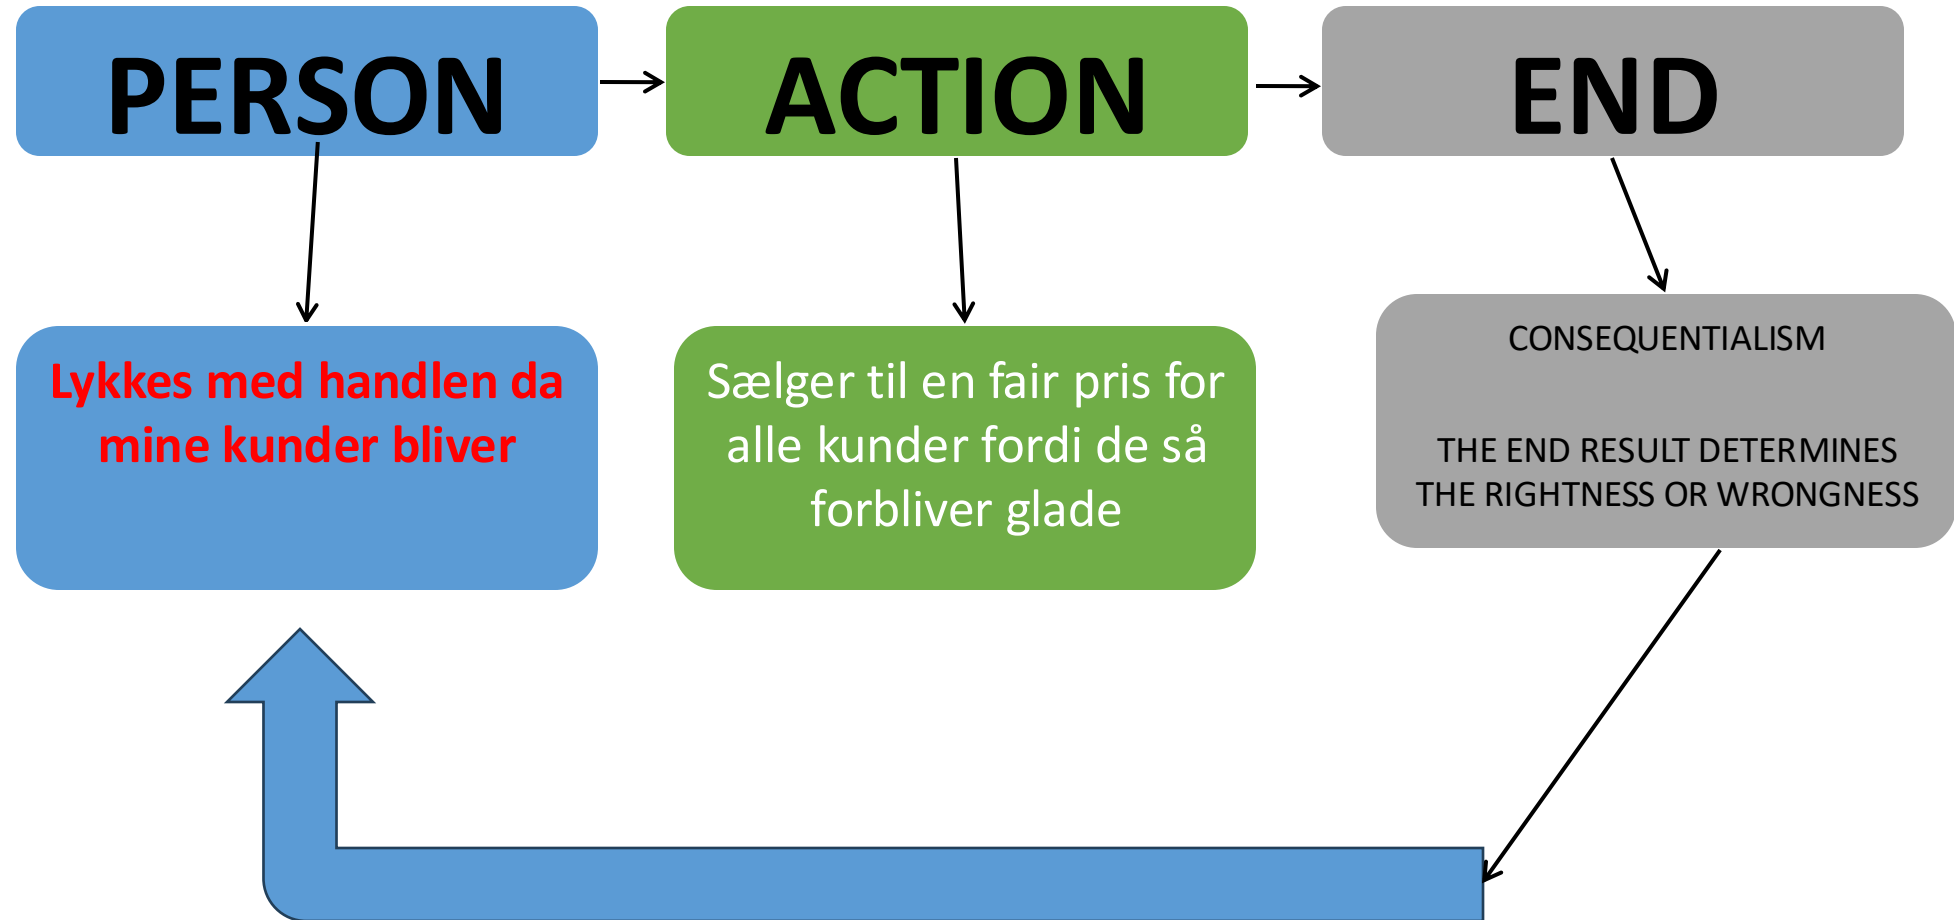 PERSON
ACTION
END
Lykkes med handlen da
mine kunder bliver
Sælger til en fair pris for
alle kunder fordi de så
forbliver glade
CONSEQUENTIALISM
THE END RESULT DETERMINES
THE RIGHTNESS OR WRONGNESS